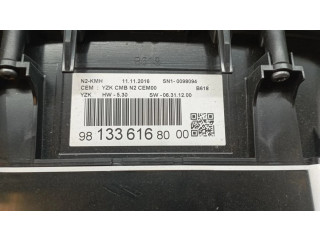 N2-KMH 11.11.2016 SN1- 0098094
CEM : YZK CMB N2 CEM00 B618
YZK HW - 5.30 SW - 06.31.12.00
98 133 616 80 00